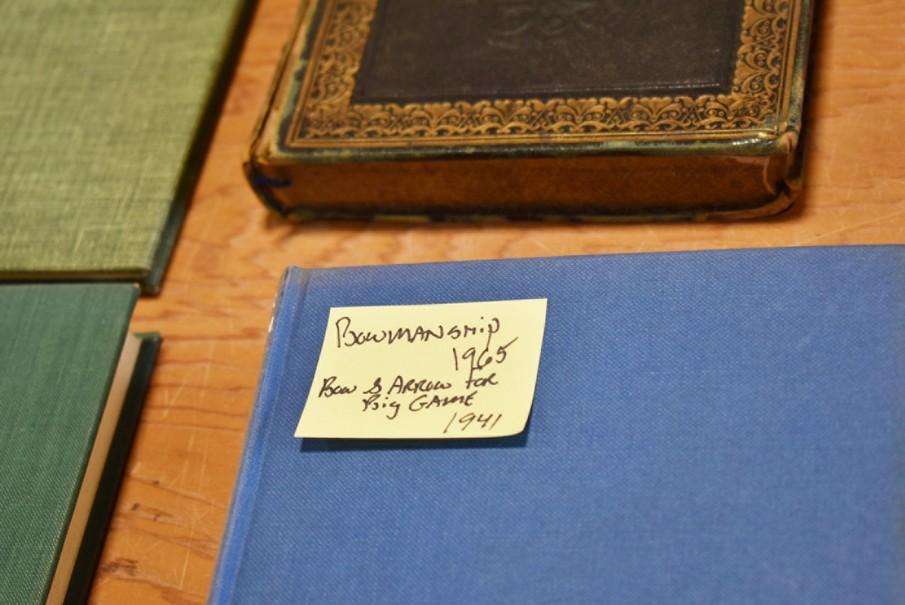 BOWMANSHIP
1965
BOW & ARROW FOR
Big GAME
1941